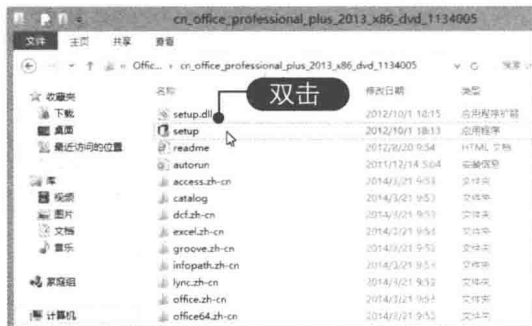 cn_office_professional_plus_2013_x86_dvd_1134005
文件 主页 共享 查看
Offic... cn_office_professional_plus_2013_x86_dvd_1134005
名称 修改日期 类型
双击
收藏夹
下载
桌面
最近访问的位置
库
视频
图片
文档
音乐
家庭组
计算机
setup.dll 2012/10/1 18:15 应用程序扩展
setup 2012/10/1 18:13 应用程序
readme 2012/8/20 9:54 HTML 文档
autorun 2011/12/14 5:04 安装信息
access.zh-cn 2014/3/21 9:53 文件夹
catalog 2014/3/21 9:53 文件夹
dcf.zh-cn 2014/3/21 9:53 文件夹
excel.zh-cn 2014/3/21 9:53 文件夹
groove.zh-cn 2014/3/21 9:53 文件夹
infopath.zh-cn 2014/3/21 9:53 文件夹
lync.zh-cn 2014/3/21 9:53 文件夹
office.zh-cn 2014/3/21 9:53 文件夹
office64.zh-cn 2014/3/21 9:53 文件夹